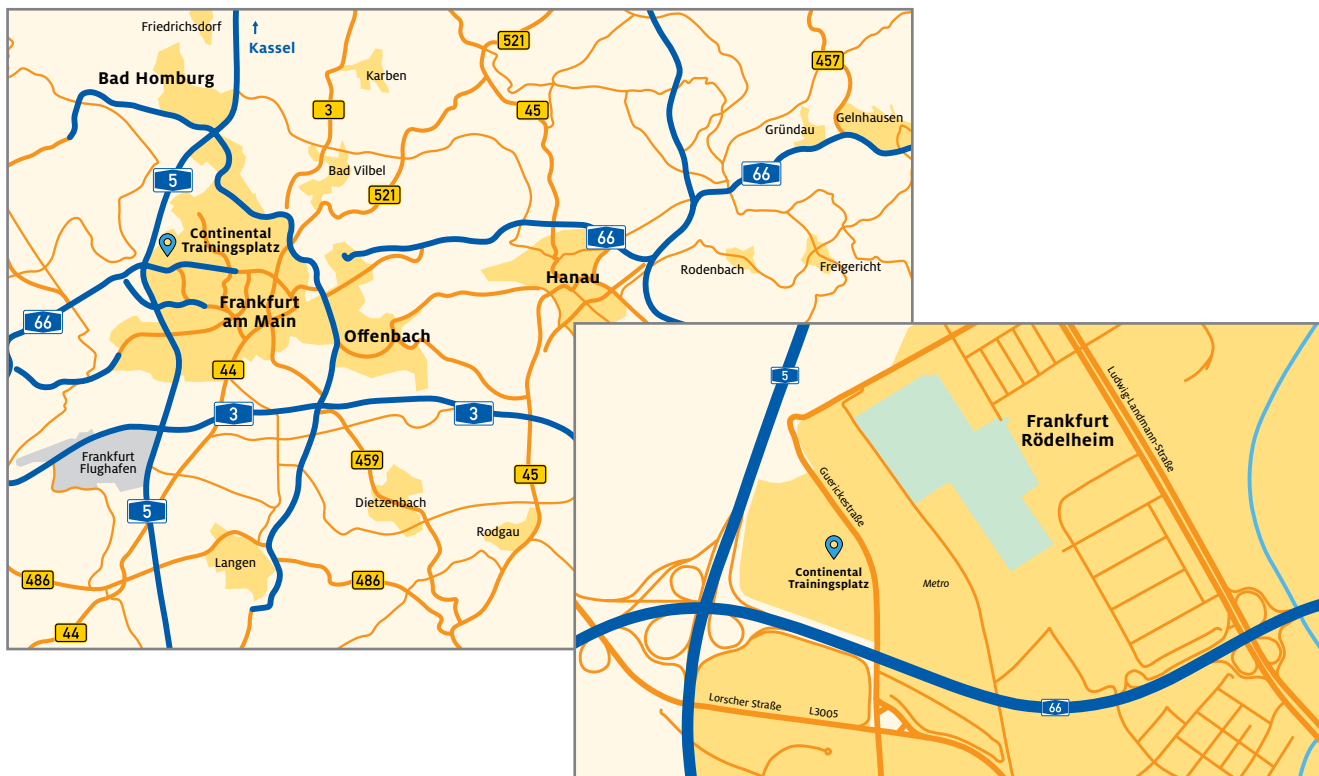 Friedrichsdorf
Kassel
521
Bad Homburg
Karben
457
3
45
Gelnhausen
Gründau
5
Bad Vilbel
66
521
Continental
Trainingsplatz
66
Hanau
Rodenbach
Freigericht
Frankfurt
am Main
66
Offenbach
44
3
3
Frankfurt
Flughafen
459
45
5
Dietzenbach
Rodgau
Langen
486
486
44
5
Ludwig-Landmann-Straße
Frankfurt
Rödelheim
Guerickestraße
Continental
Trainingsplatz
Metro
Lorscher Straße
L3005
66